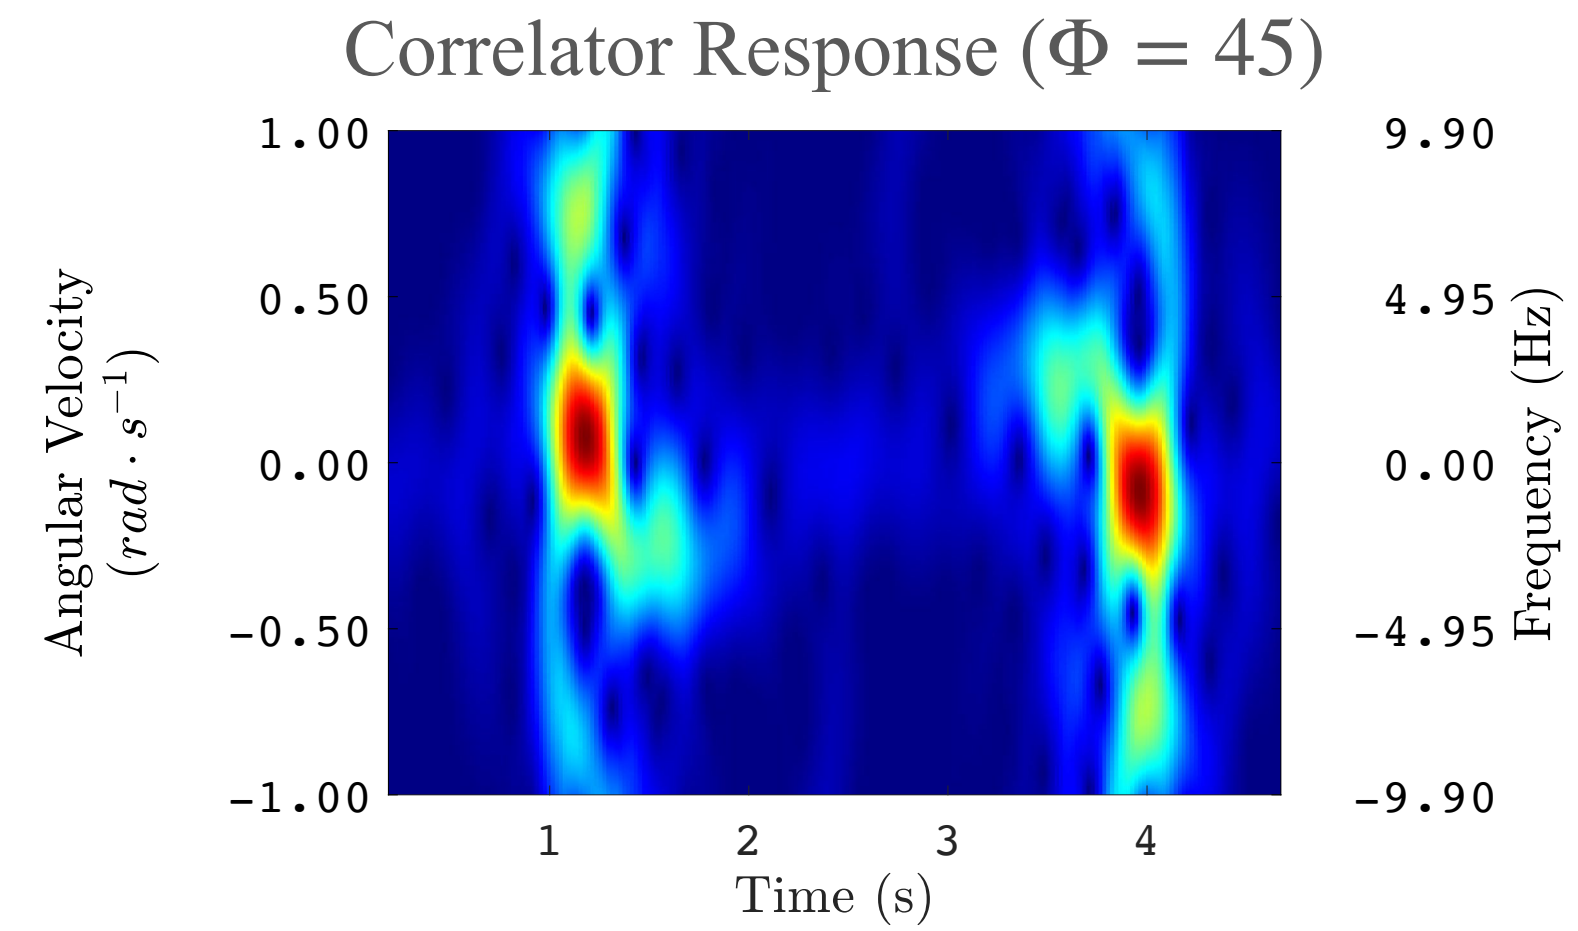 Correlator Response (Φ = 45)
Angular Velocity
(rad · s⁻¹)
1.00
0.50
0.00
−0.50
−1.00
9.90
4.95
0.00
−4.95
−9.90
Frequency (Hz)
1 2 3 4
Time (s)